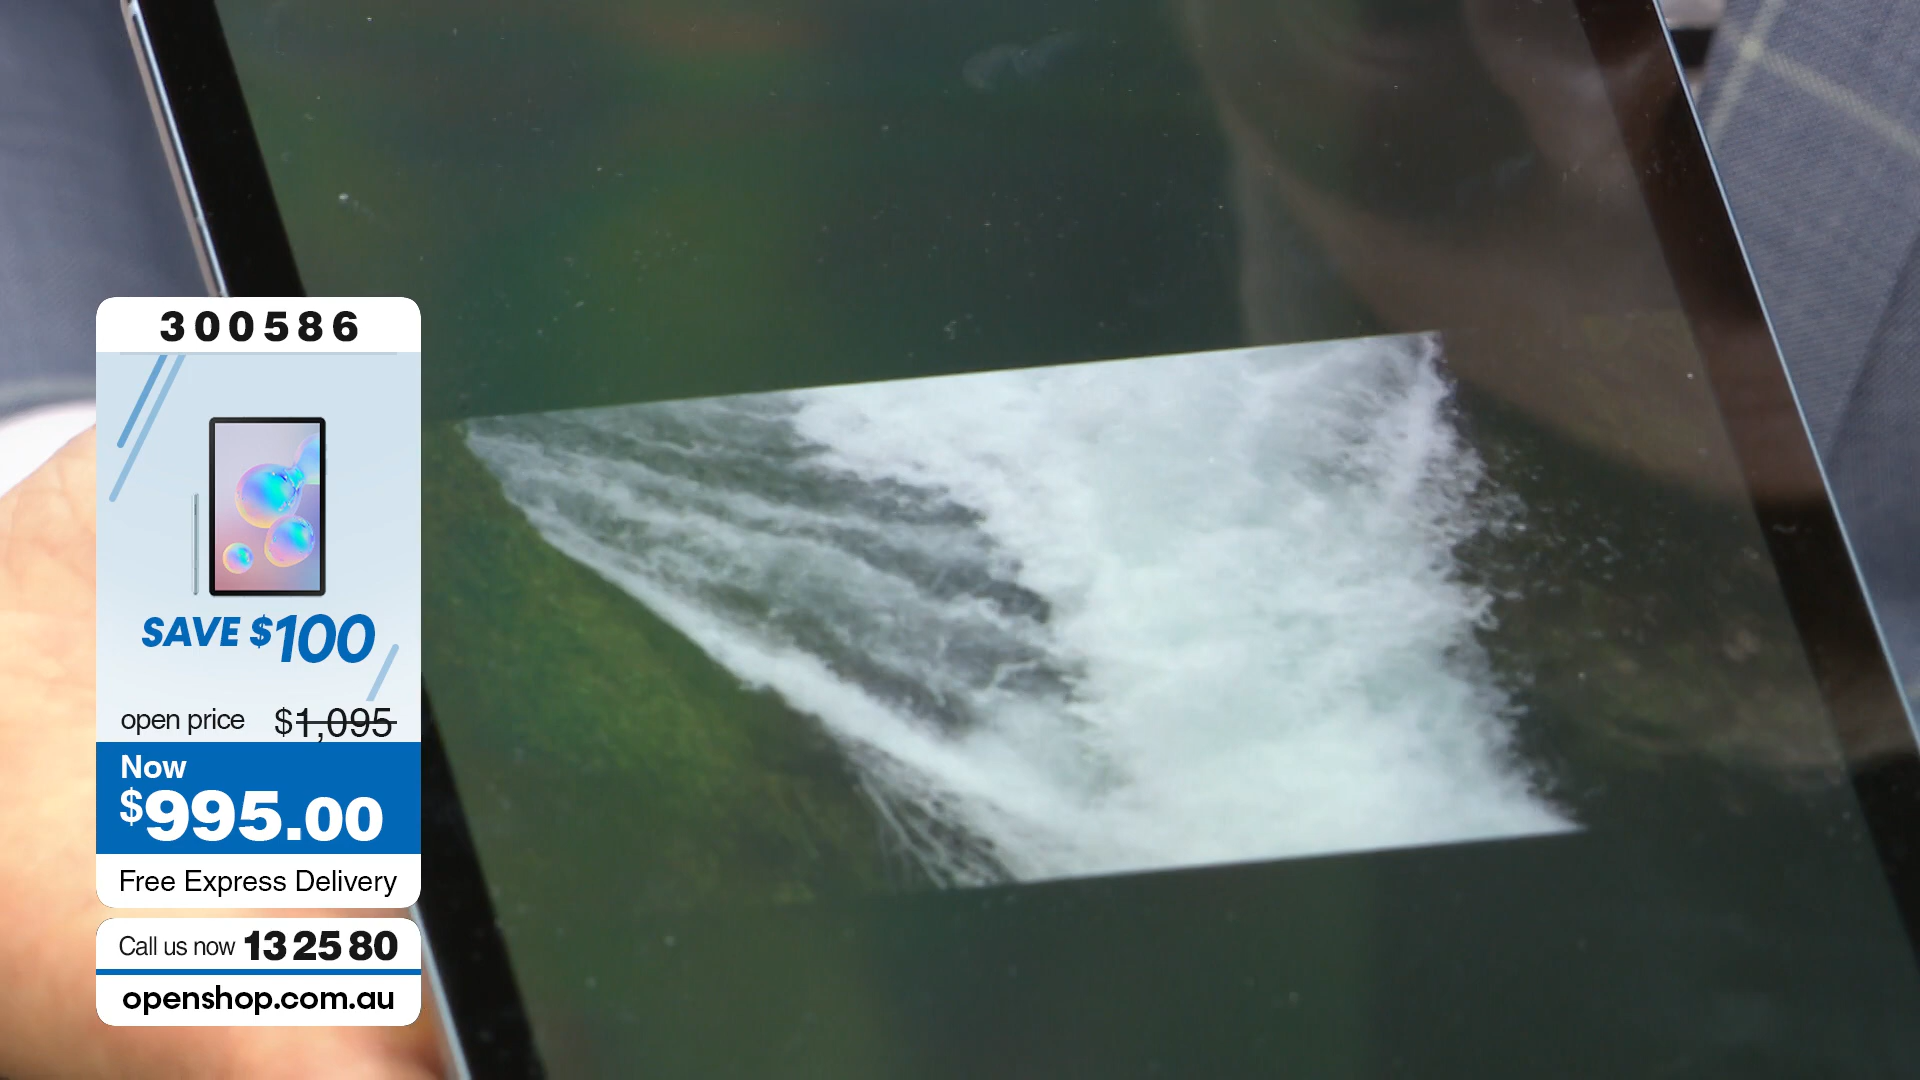 300586
SAVE $100
open price $1,095
Now
$995.00
Free Express Delivery
Call us now 13 25 80
openshop.com.au